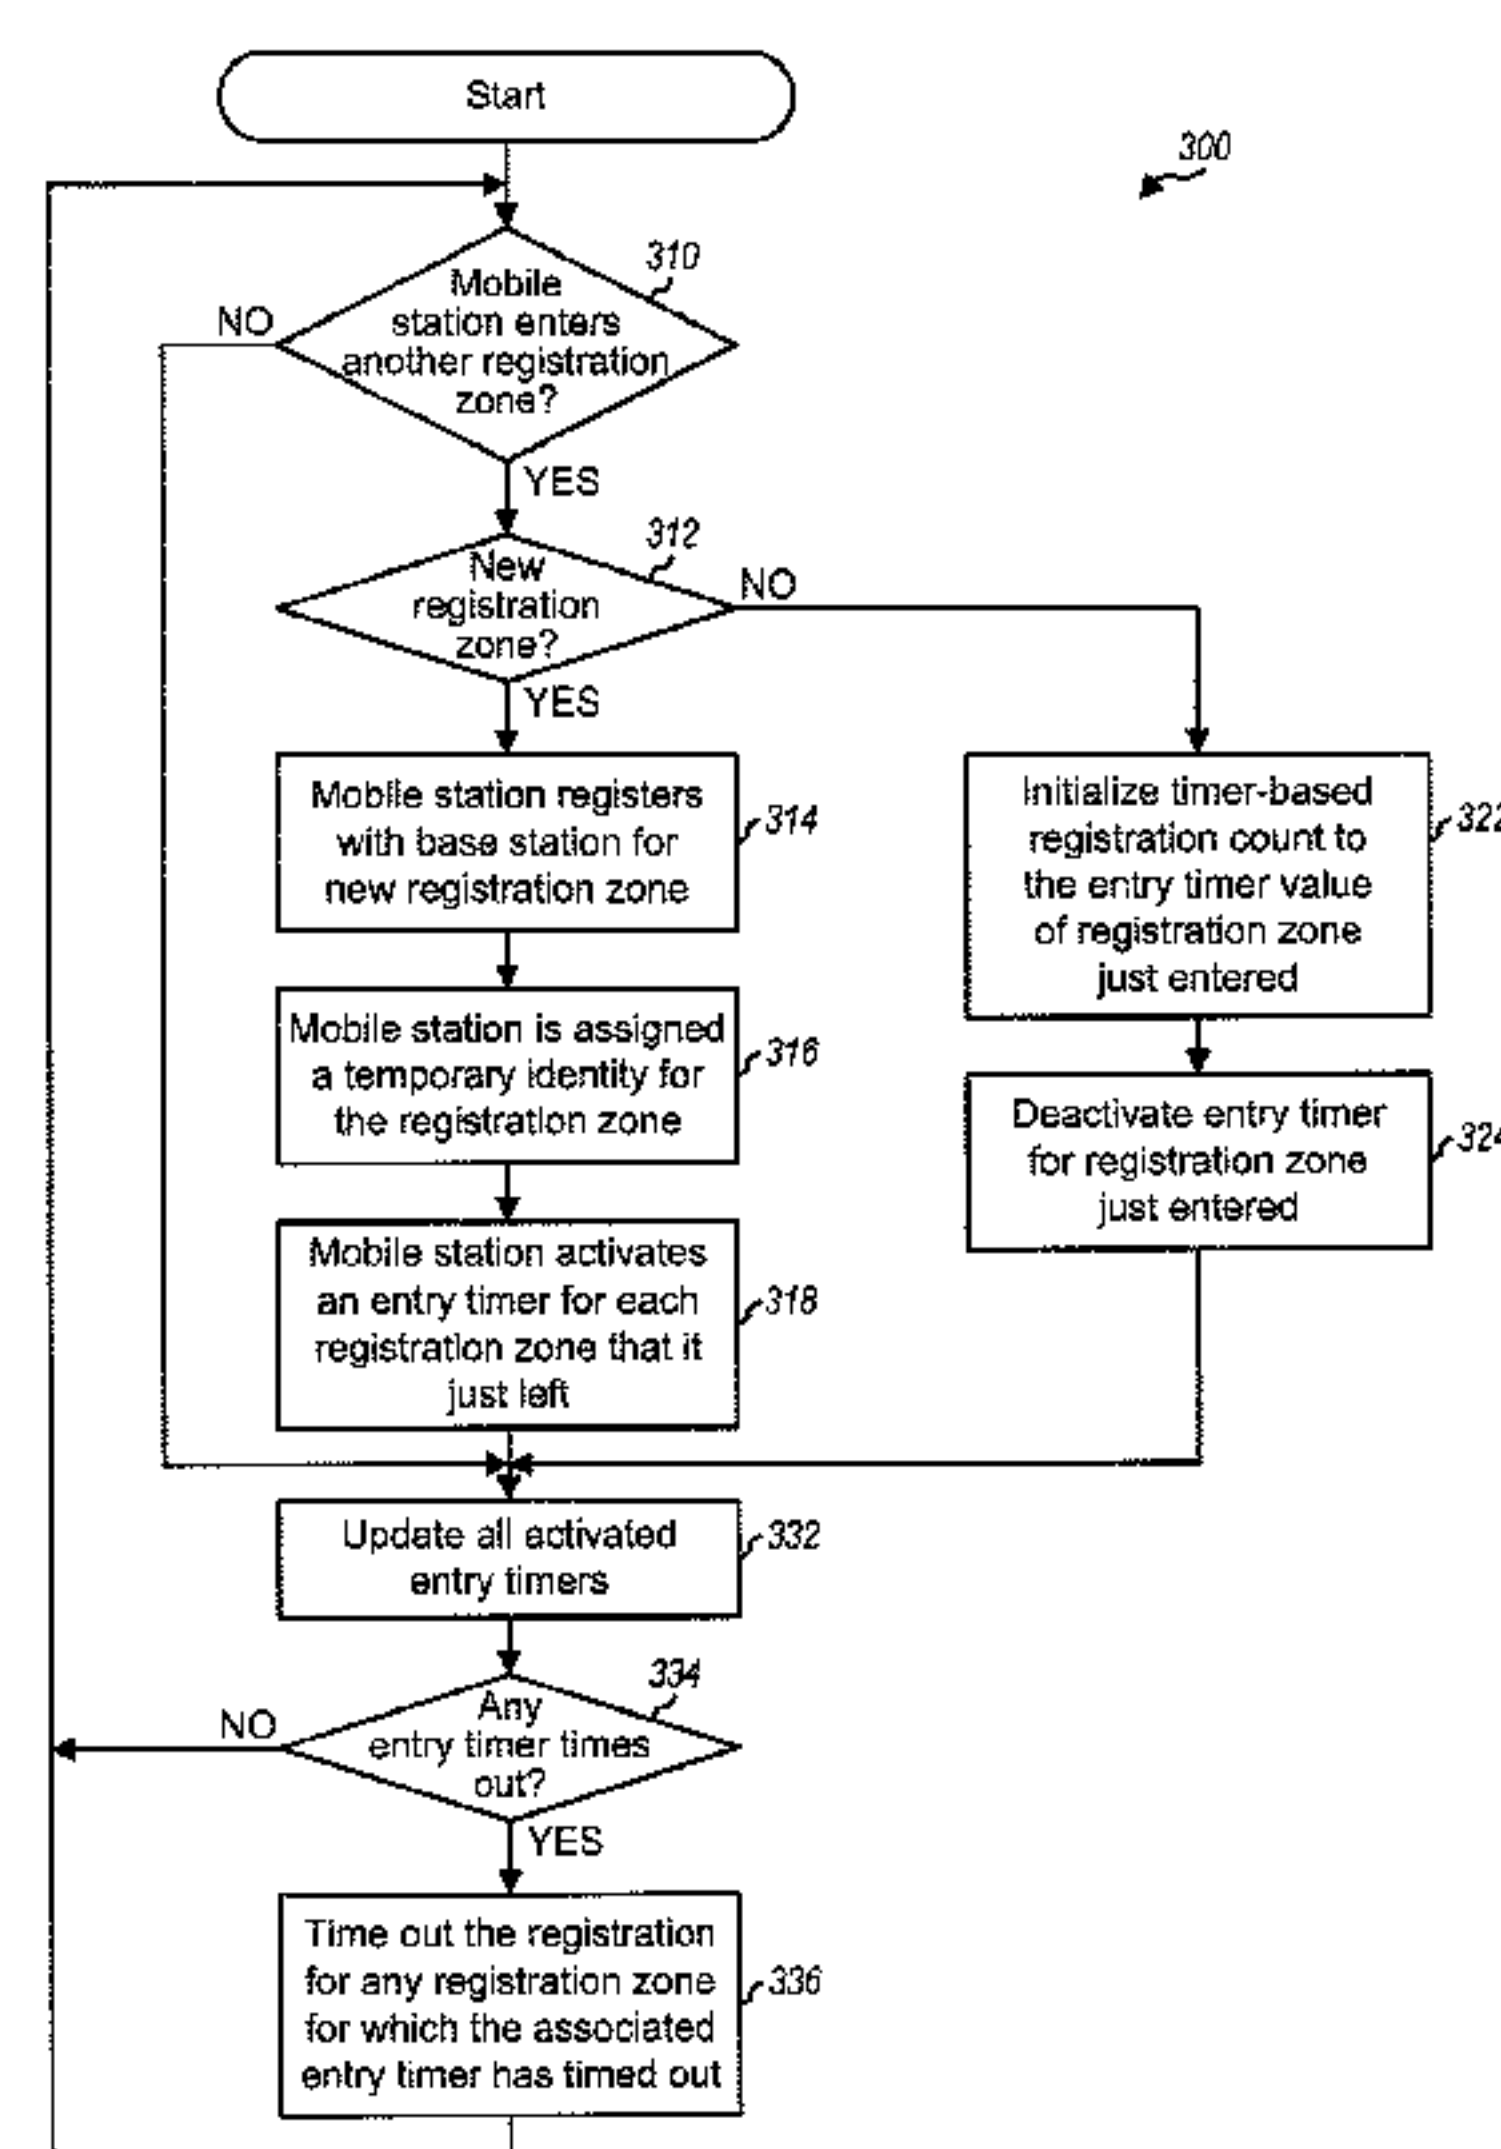 Start
300
310
Mobile
station enters
another registration
zone?
NO
YES
312
New
registration
zone?
NO
YES
Mobile station registers
with base station for
new registration zone
314
Initialize timer-based
registration count to
the entry timer value
of registration zone
just entered
322
Mobile station is assigned
a temporary identity for
the registration zone
316
Deactivate entry timer
for registration zone
just entered
324
Mobile station activates
an entry timer for each
registration zone that it
just left
318
Update all activated
entry timers
332
334
Any
entry timer times
out?
NO
YES
Time out the registration
for any registration zone
for which the associated
entry timer has timed out
336